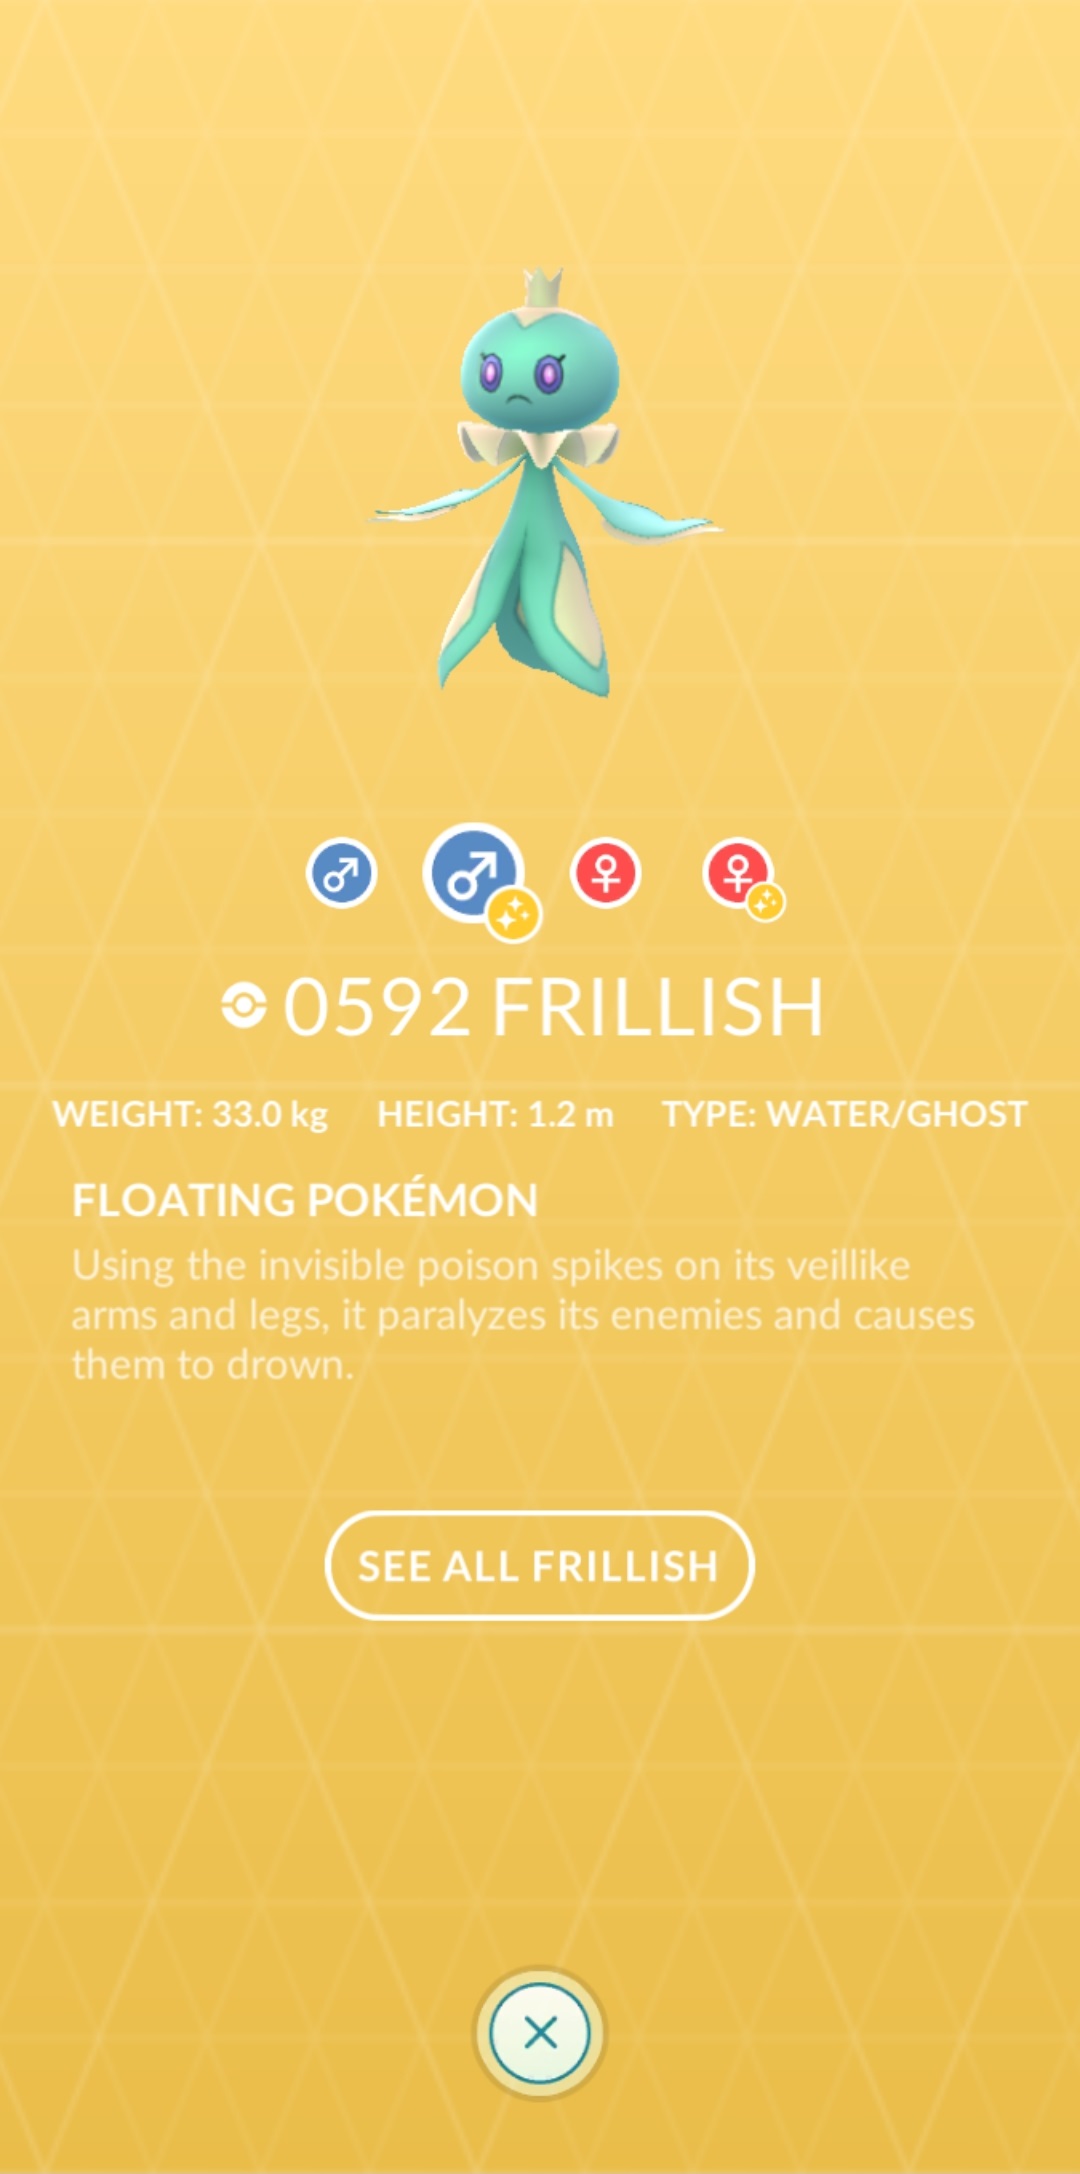 0592 FRILLISH
WEIGHT: 33.0 kg HEIGHT: 1.2 m TYPE: WATER/GHOST
FLOATING POKÉMON
Using the invisible poison spikes on its veillike
arms and legs, it paralyzes its enemies and causes
them to drown.
SEE ALL FRILLISH